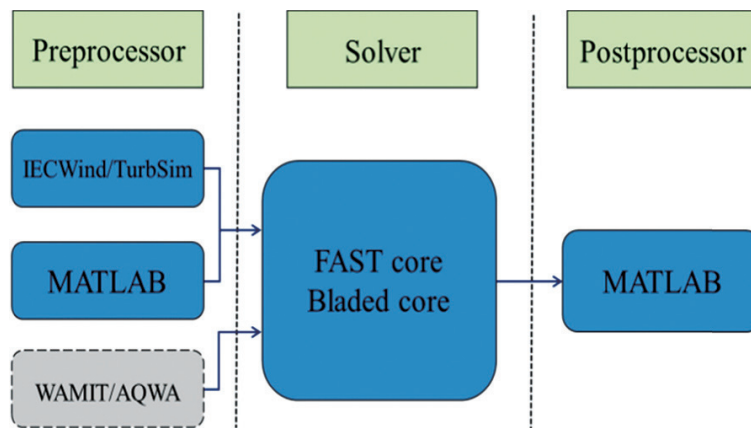 Preprocessor
Solver
Postprocessor
IECWind/TurbSim
MATLAB
WAMIT/AQWA
FAST core
Bladed core
MATLAB